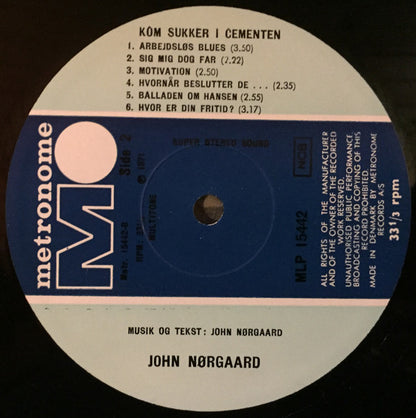 KOM SUKKER I CEMENTEN
1. ARBEJDSLØS BLUES (3.50)
2. SIG MIG DOG FAR (2.22)
3. MOTIVATION (2.50)
4. HVORNÅR BESLUTTER DE ... (2.35)
5. BALLADEN OM HANSEN (2.55)
6. HVOR ER DIN FRITID? (3.17)
metronome
Side 2
SUPER STEREO SOUND
MULTITONE
NCB
MLP 15442
ALL RIGHTS OF THE MANUFACTURER
AND OF THE OWNER OF THE RECORDED
WORK RESERVED.
UNAUTHORISED PUBLIC PERFORMANCE,
BROADCASTING AND COPYING OF THIS
RECORD PROHIBITED.
MADE IN DENMARK BY METRONOME
RECORDS A/S
33 1/3 rpm
MUSIK OG TEKST: JOHN NØRGAARD
JOHN NØRGAARD